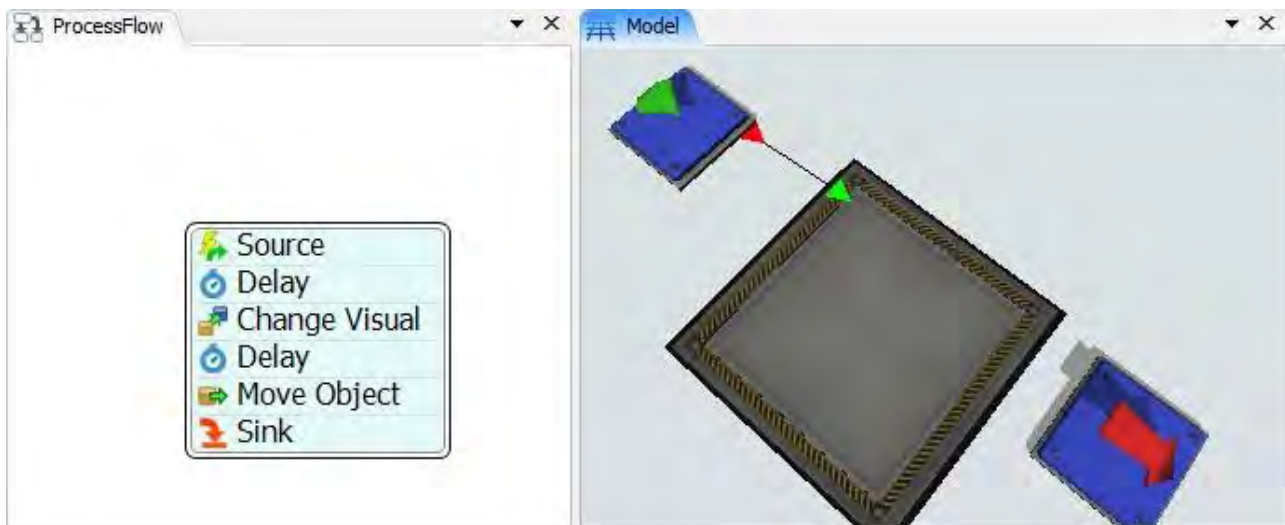 ProcessFlow
Model
Source
Delay
Change Visual
Delay
Move Object
Sink